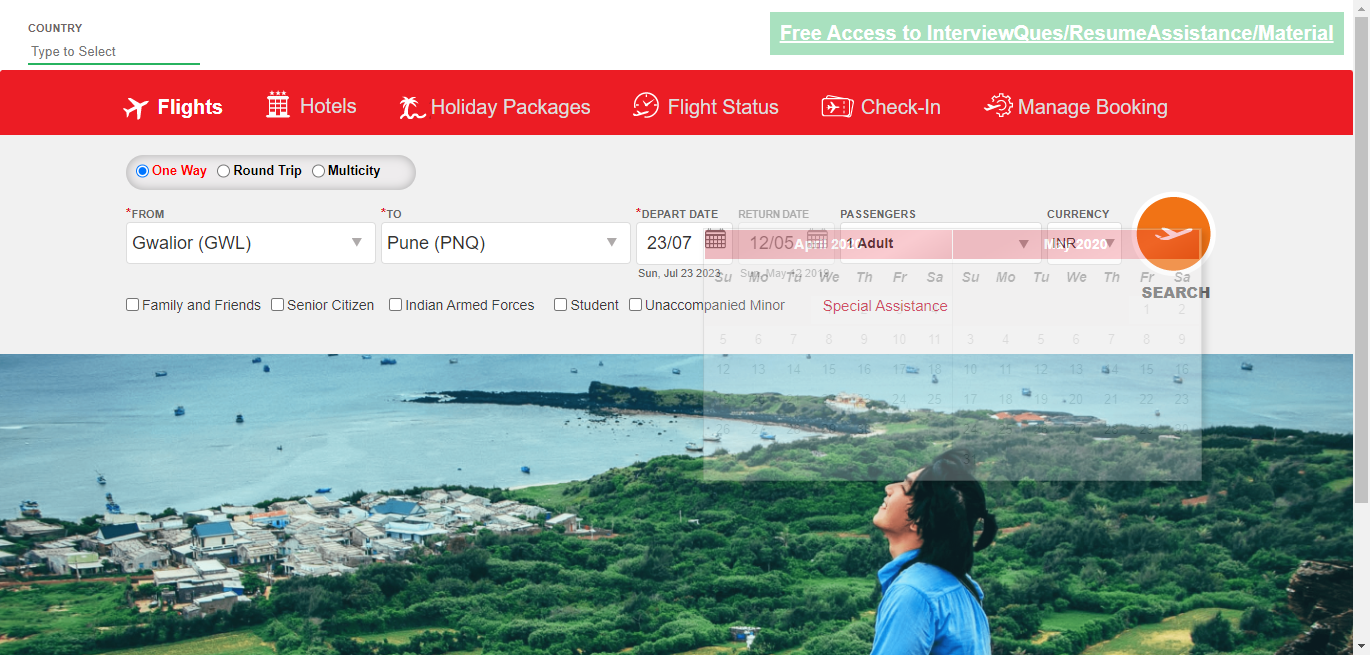 COUNTRY
Type to Select
Free Access to InterviewQues/ResumeAssistance/Material
Flights Hotels Holiday Packages Flight Status Check-In Manage Booking
One Way Round Trip Multicity
*FROM *TO *DEPART DATE RETURN DATE PASSENGERS CURRENCY
Gwalior (GWL) Pune (PNQ) 23/07 12/05 1 Adult INR
April 2020 May 2020
Sun, Jul 23 2023 Sun, May 12 2019
Su Mo Tu We Th Fr Sa Su Mo Tu We Th Fr Sa
SEARCH
Family and Friends Senior Citizen Indian Armed Forces Student Unaccompanied Minor Special Assistance
1 2
5 6 7 8 9 10 11 3 4 5 6 7 8 9
12 13 14 15 16 17 18 10 11 12 13 14 15 16
24 25 17 18 19 20 21 22 23
26